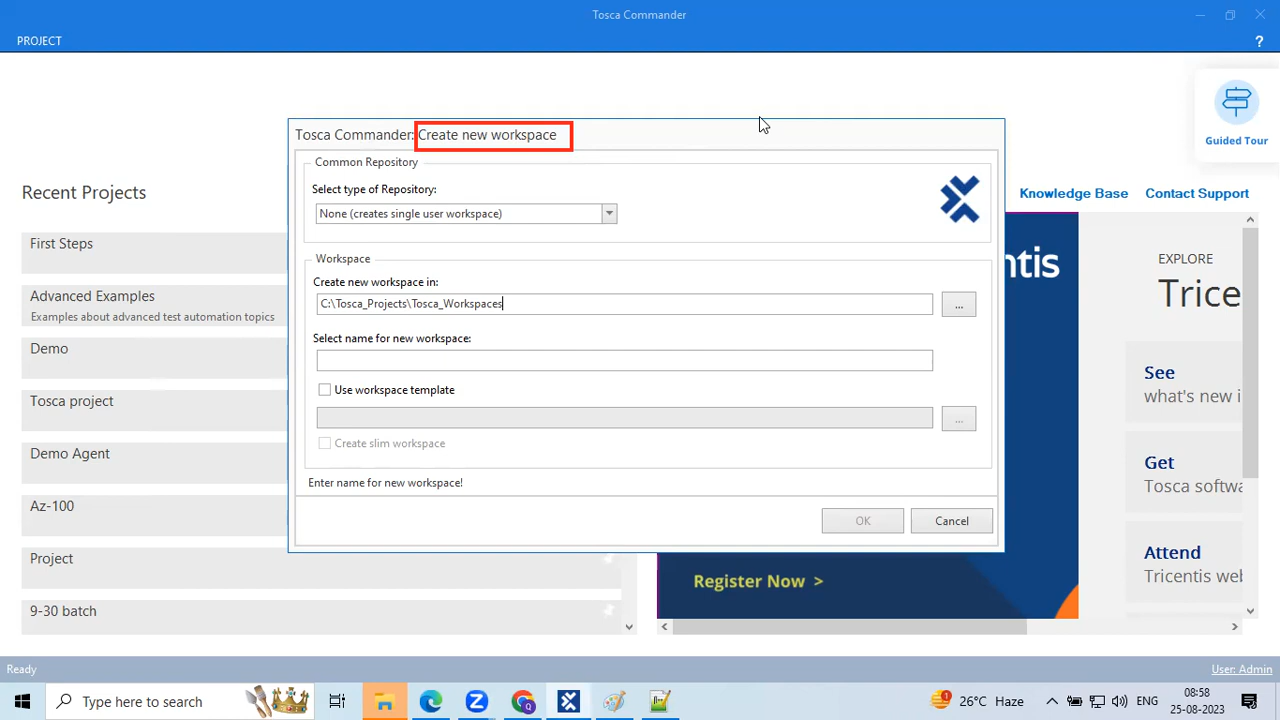 Tosca Commander
PROJECT
?
Guided Tour
Recent Projects
Knowledge Base Contact Support
First Steps
Advanced Examples
Examples about advanced test automation topics
Demo
Tosca project
Demo Agent
Az-100
Project
9-30 batch
Tosca Commander: Create new workspace
Common Repository
Select type of Repository:
None (creates single user workspace)
Workspace
Create new workspace in:
C:\Tosca_Projects\Tosca_Workspaces
...
Select name for new workspace:
Use workspace template
...
Create slim workspace
Enter name for new workspace!
OK Cancel
ntis
Register Now >
EXPLORE
Trice
See
what's new i
Get
Tosca softw
Attend
Tricentis wek
Ready
User: Admin
Type here to search
1
26°C Haze
ENG
08:58
25-08-2023